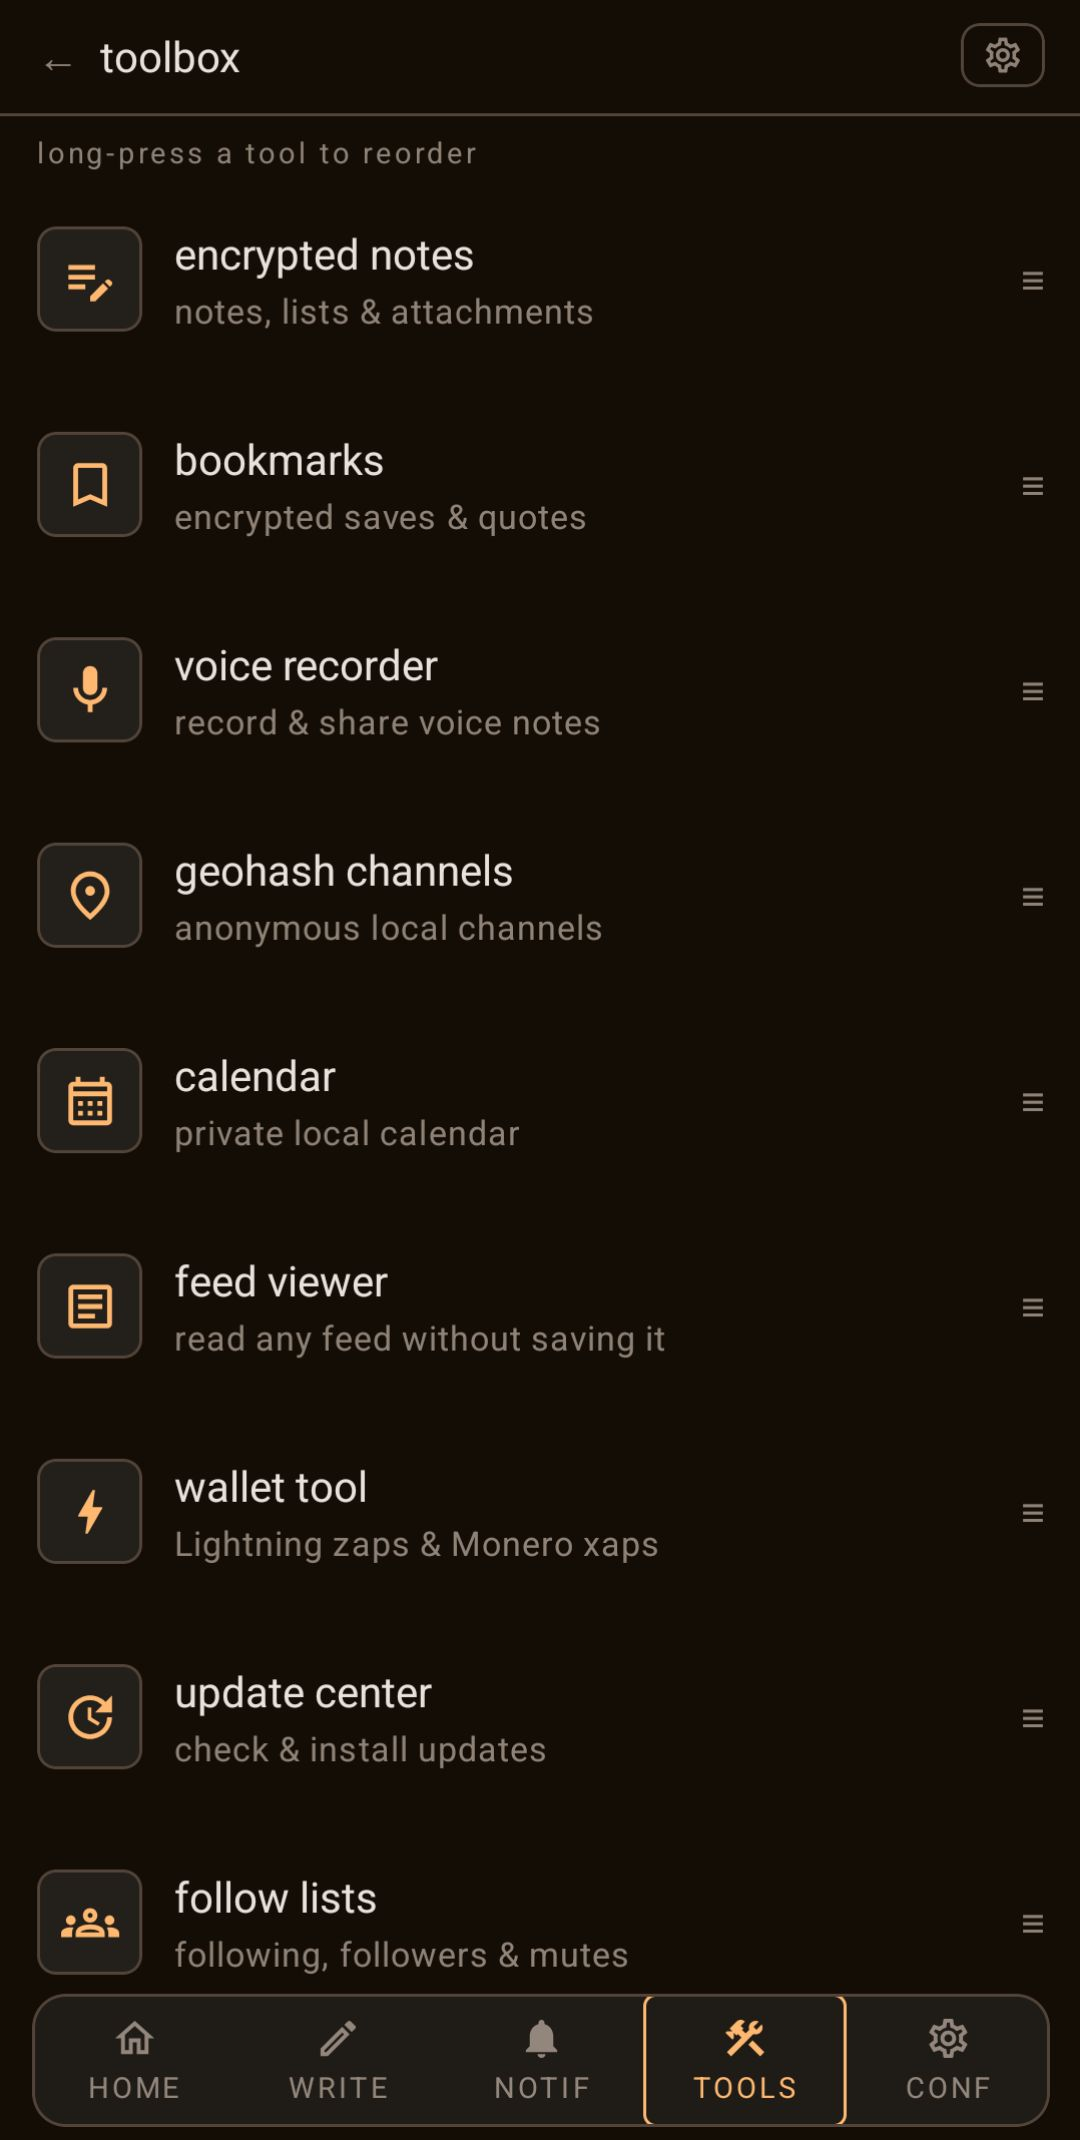 ← toolbox
long-press a tool to reorder
encrypted notes
notes, lists & attachments
bookmarks
encrypted saves & quotes
voice recorder
record & share voice notes
geohash channels
anonymous local channels
calendar
private local calendar
feed viewer
read any feed without saving it
wallet tool
Lightning zaps & Monero xaps
update center
check & install updates
follow lists
following, followers & mutes
HOME WRITE NOTIF TOOLS CONF